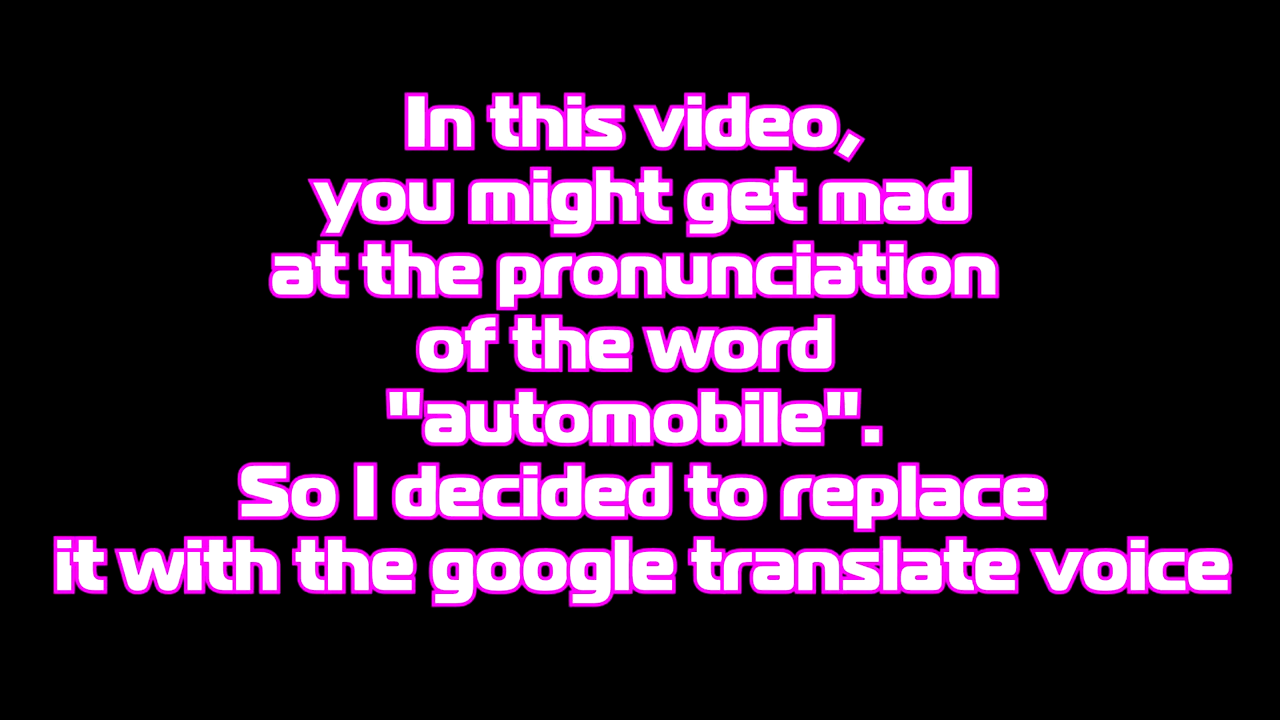 In this video,
you might get mad
at the pronunciation
of the word
"automobile".
So I decided to replace
it with the google translate voice